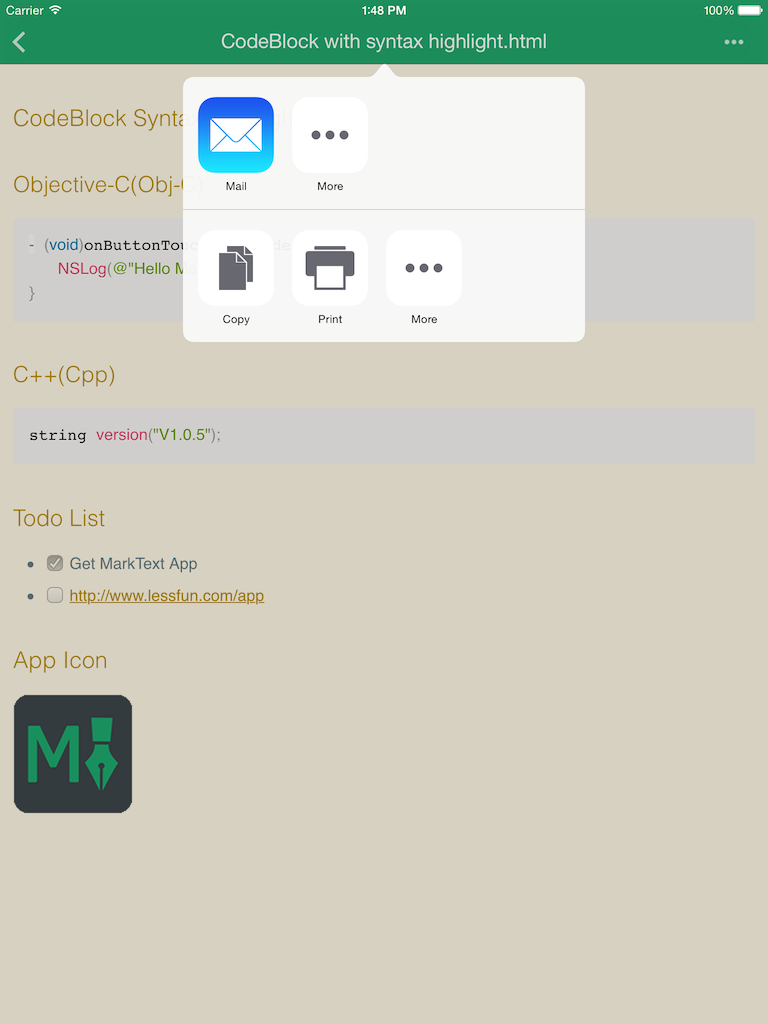 Carrier 1:48 PM 100%
CodeBlock with syntax highlight.html
Mail More
Copy Print More
CodeBlock
Objective-C(Obj-C)
- (void)
NSLog(@"Hello
}
C++(Cpp)
string version("V1.0.5");
Todo List
Get MarkText App
http://www.lessfun.com/app
App Icon
M